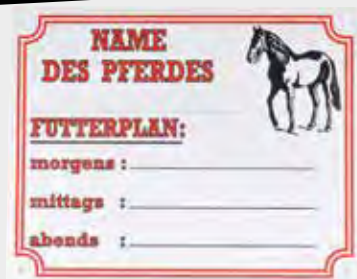 NAME
DES PFERDES
FUTTERPLAN:
morgens :
mittags :
abends :